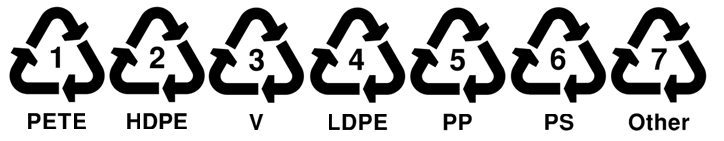 1 2 3 4 5 6 7
PETE HDPE V LDPE PP PS Other